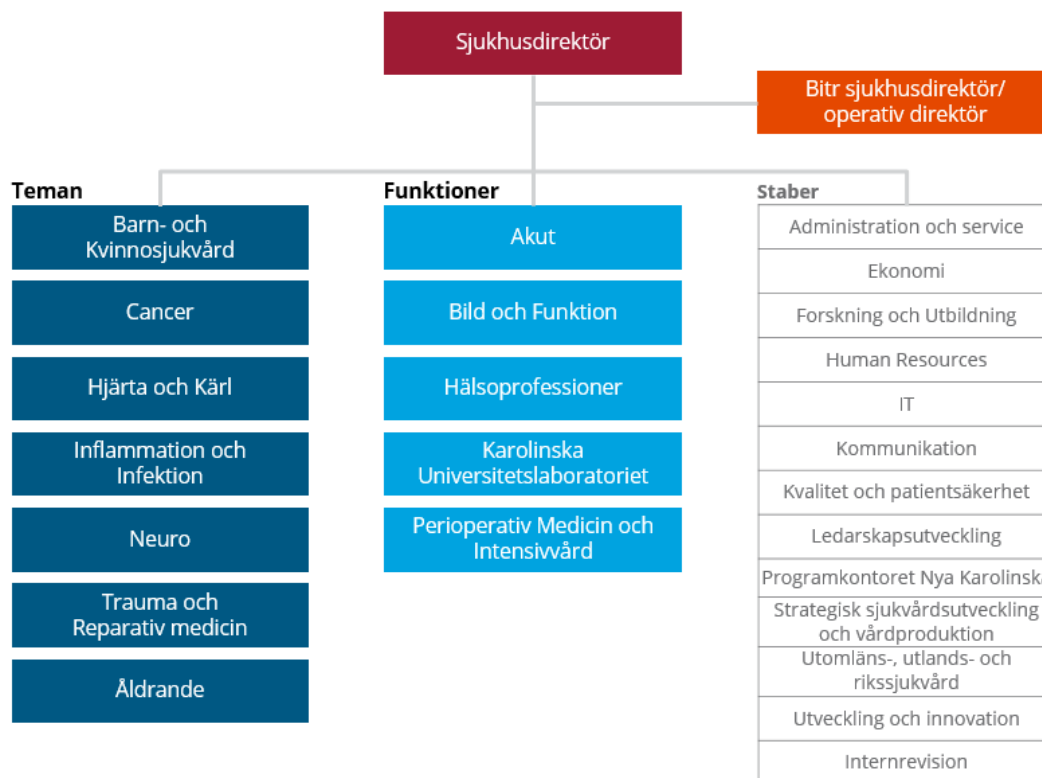 Sjukhusdirektör
Bitr sjukhusdirektör/
operativ direktör
Teman
Barn- och
Kvinnosjukvård
Cancer
Hjärta och Kärl
Inflammation och
Infektion
Neuro
Trauma och
Reparativ medicin
Åldrande
Funktioner
Akut
Bild och Funktion
Hälsoprofessioner
Karolinska
Universitetslaboratoriet
Perioperativ Medicin och
Intensivvård
Staber
Administration och service
Ekonomi
Forskning och Utbildning
Human Resources
IT
Kommunikation
Kvalitet och patientsäkerhet
Ledarskapsutveckling
Programkontoret Nya Karolinska
Strategisk sjukvårdsutveckling
och vårdproduktion
Utomläns-, utlands- och
rikssjukvård
Utveckling och innovation
Internrevision